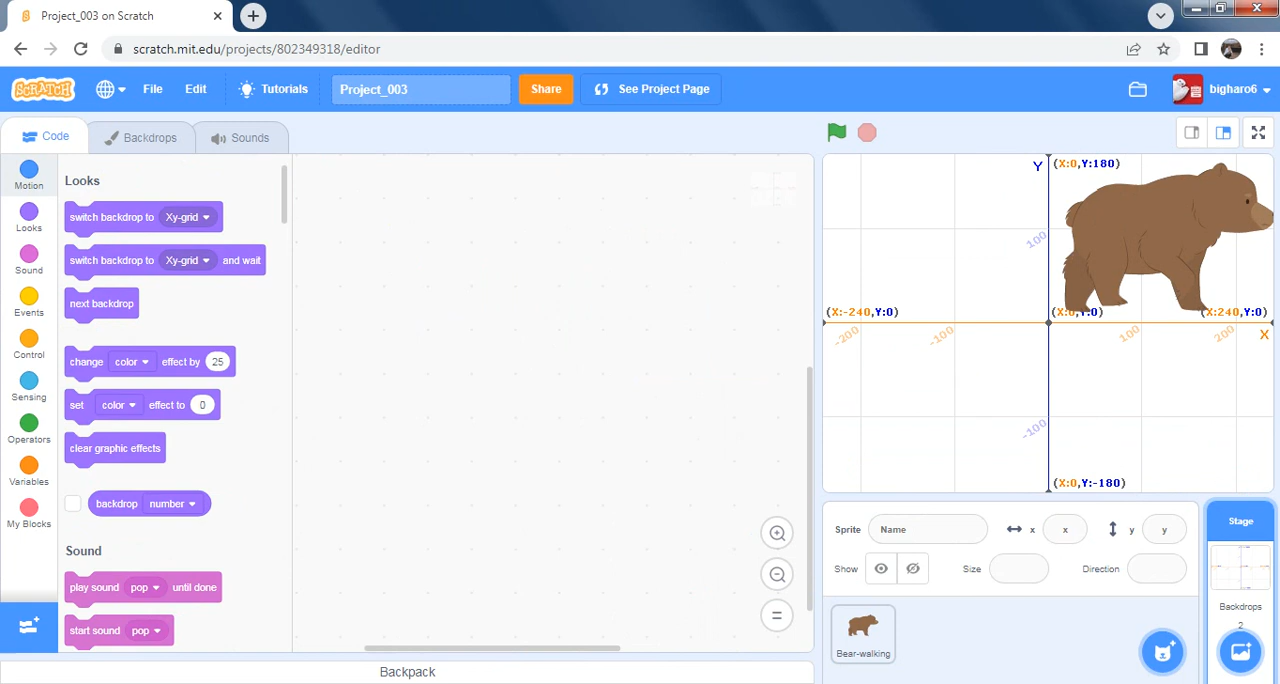 Project_003 on Scratch
scratch.mit.edu/projects/802349318/editor
SCRATCH File Edit Tutorials Project_003 Share See Project Page bigharo6
Code Backdrops Sounds
Motion
Looks
Sound
Events
Control
Sensing
Operators
Variables
My Blocks
Looks
switch backdrop to Xy-grid
switch backdrop to Xy-grid and wait
next backdrop
change color effect by 25
set color effect to 0
clear graphic effects
backdrop number
Sound
play sound pop until done
start sound pop
Y (X:0,Y:180)
100
(X:-240,Y:0) (X:0,Y:0) (X:240,Y:0)
-200 -100 100 200 X
-100
(X:0,Y:-180)
Sprite Name x x y y
Show Size Direction
Bear-walking
Stage
Backdrops
2
Backpack